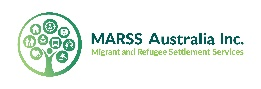 MARSS Australia Inc.
Migrant and Refugee Settlement Services